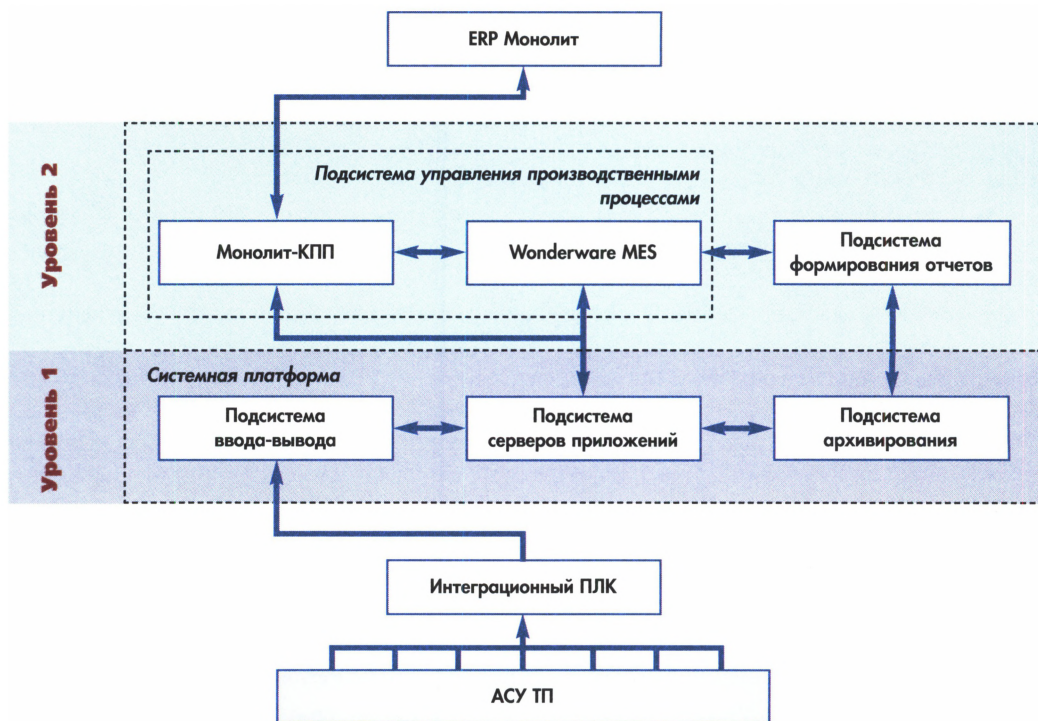 ERP Монолит
Уровень 2
Подсистема управления производственными
процессами
Монолит-КПП
Wonderware MES
Подсистема
формирования отчетов
Уровень 1
Системная платформа
Подсистема
ввода-вывода
Подсистема
серверов приложений
Подсистема
архивирования
Интеграционный ПЛК
АСУ ТП